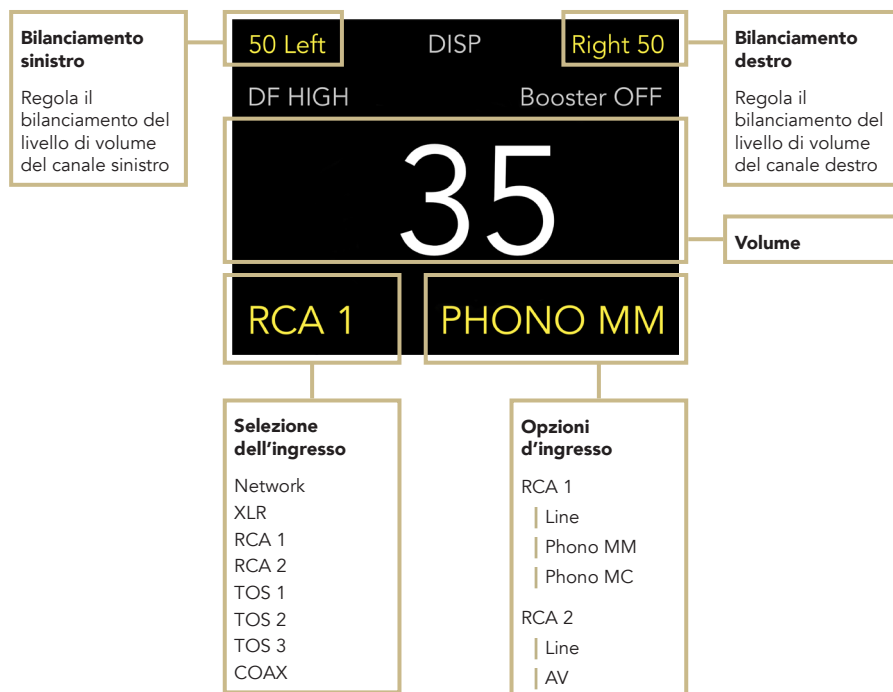 Bilanciamento
sinistro
Regola il
bilanciamento del
livello di volume
del canale sinistro
50 Left
DISP
Right 50
DF HIGH
Booster OFF
35
RCA 1
PHONO MM
Bilanciamento
destro
Regola il
bilanciamento del
livello di volume
del canale destro
Volume
Selezione
dell’ingresso
Network
XLR
RCA 1
RCA 2
TOS 1
TOS 2
TOS 3
COAX
Opzioni
d’ingresso
RCA 1
Line
Phono MM
Phono MC
RCA 2
Line
AV